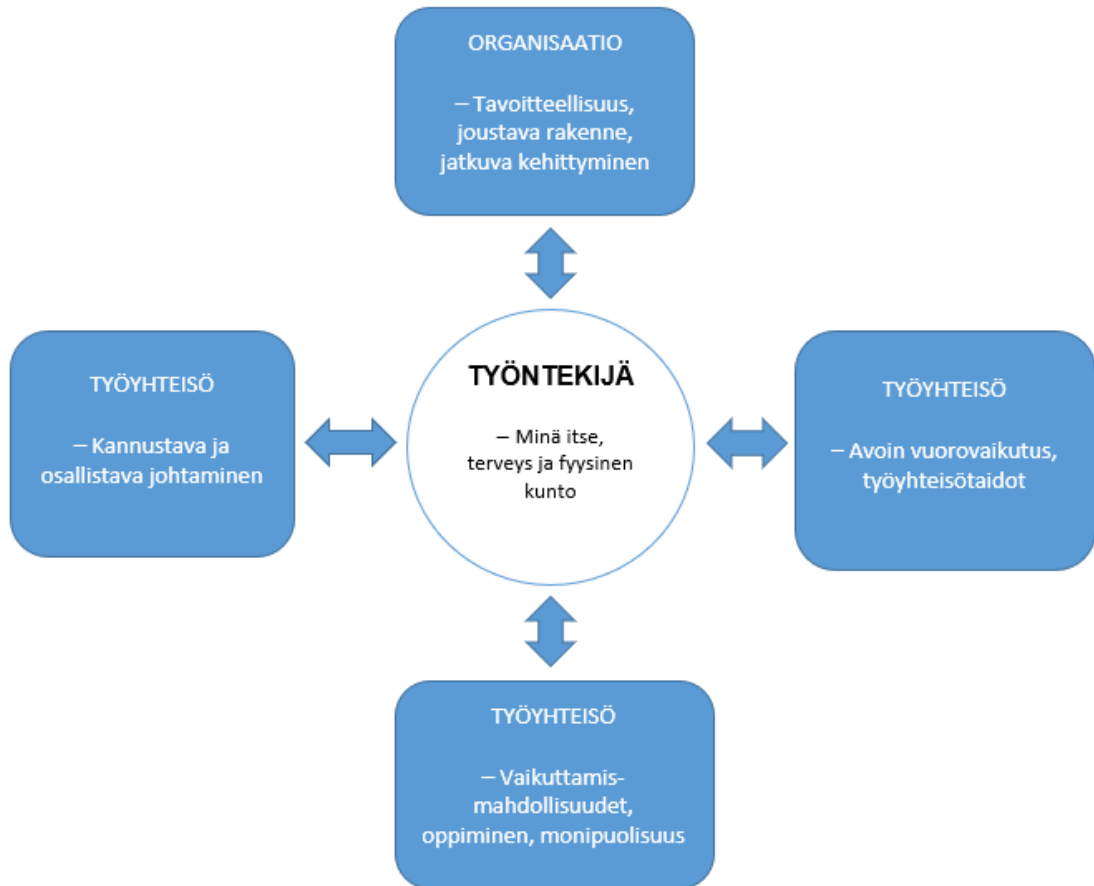 ORGANISAATIO
– Tavoitteellisuus,
joustava rakenne,
jatkuva kehittyminen
TYÖYHTEISÖ
– Kannustava ja
osallistava johtaminen
TYÖNTEKIJÄ
– Minä itse,
terveys ja fyysinen
kunto
TYÖYHTEISÖ
– Avoin vuorovaikutus,
työyhteisötaidot
TYÖYHTEISÖ
– Vaikuttamis-
mahdollisuudet,
oppiminen, monipuolisuus